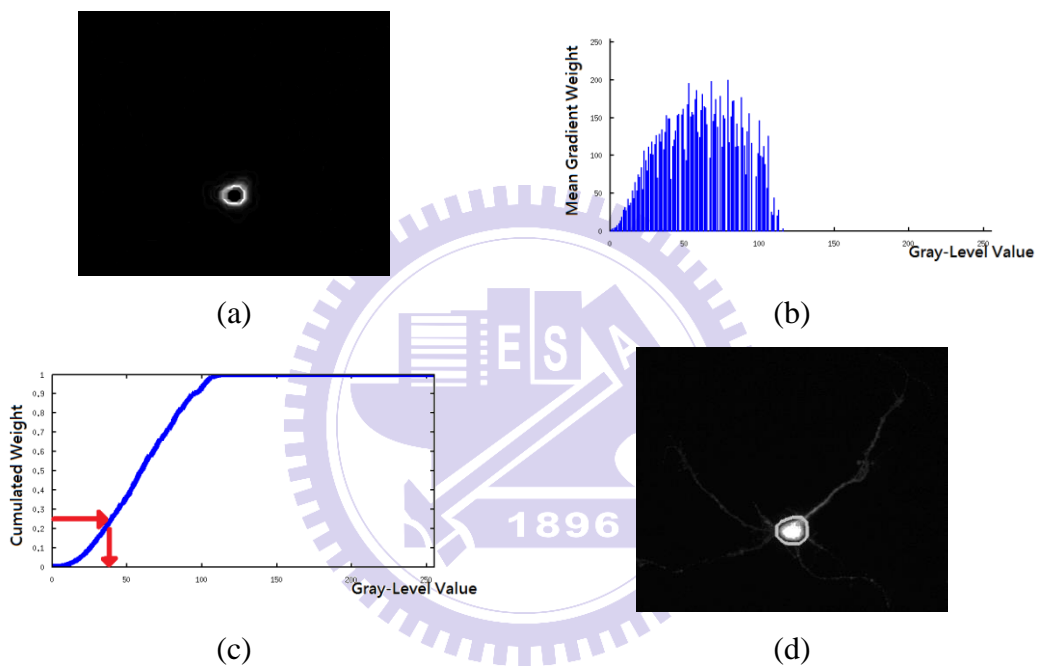 Mean Gradient Weight
250
200
150
100
50
0
0 50 100 150 200 250
Gray-Level Value
(a)
(b)
ESA
1896
Cumulated Weight
1
0.9
0.8
0.7
0.6
0.5
0.4
0.3
0.2
0.1
0
0 50 100 150 200 250
Gray-Level Value
(c)
(d)